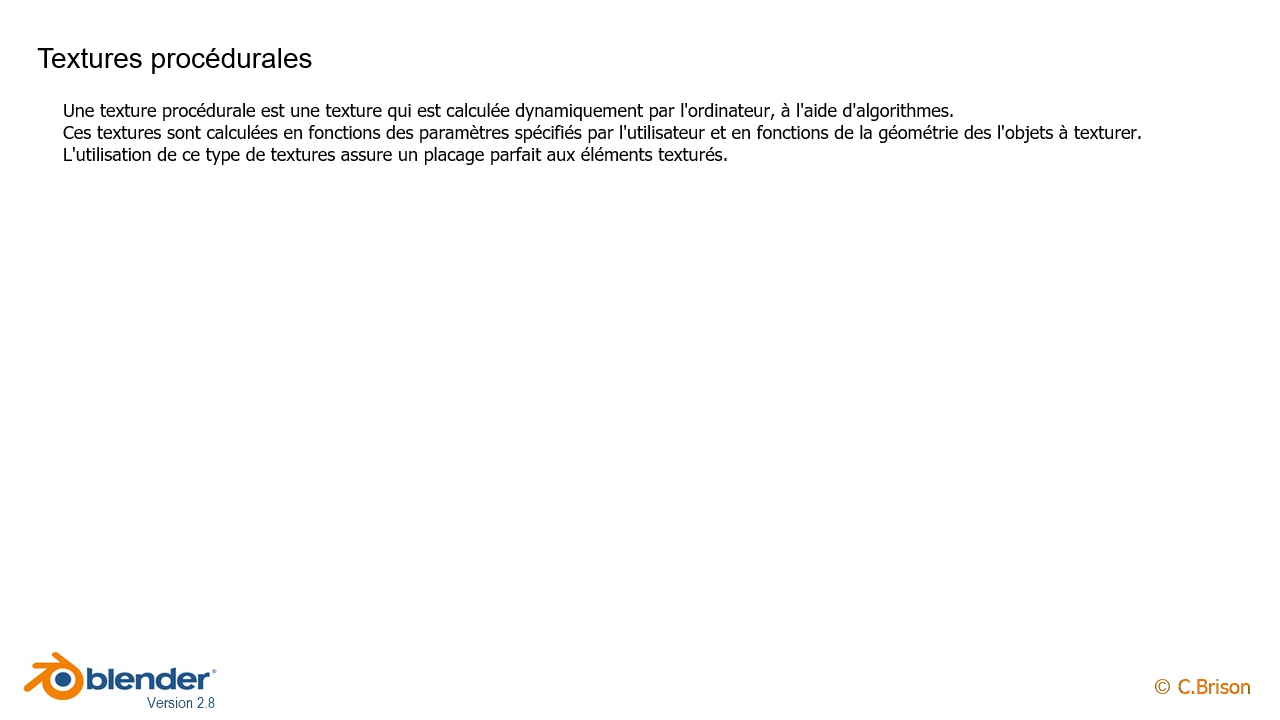 Textures procédurales
Une texture procédurale est une texture qui est calculée dynamiquement par l'ordinateur, à l'aide d'algorithmes.
Ces textures sont calculées en fonctions des paramètres spécifiés par l'utilisateur et en fonctions de la géométrie des l'objets à texturer.
L'utilisation de ce type de textures assure un placage parfait aux éléments texturés.
blender®
Version 2.8
© C.Brison